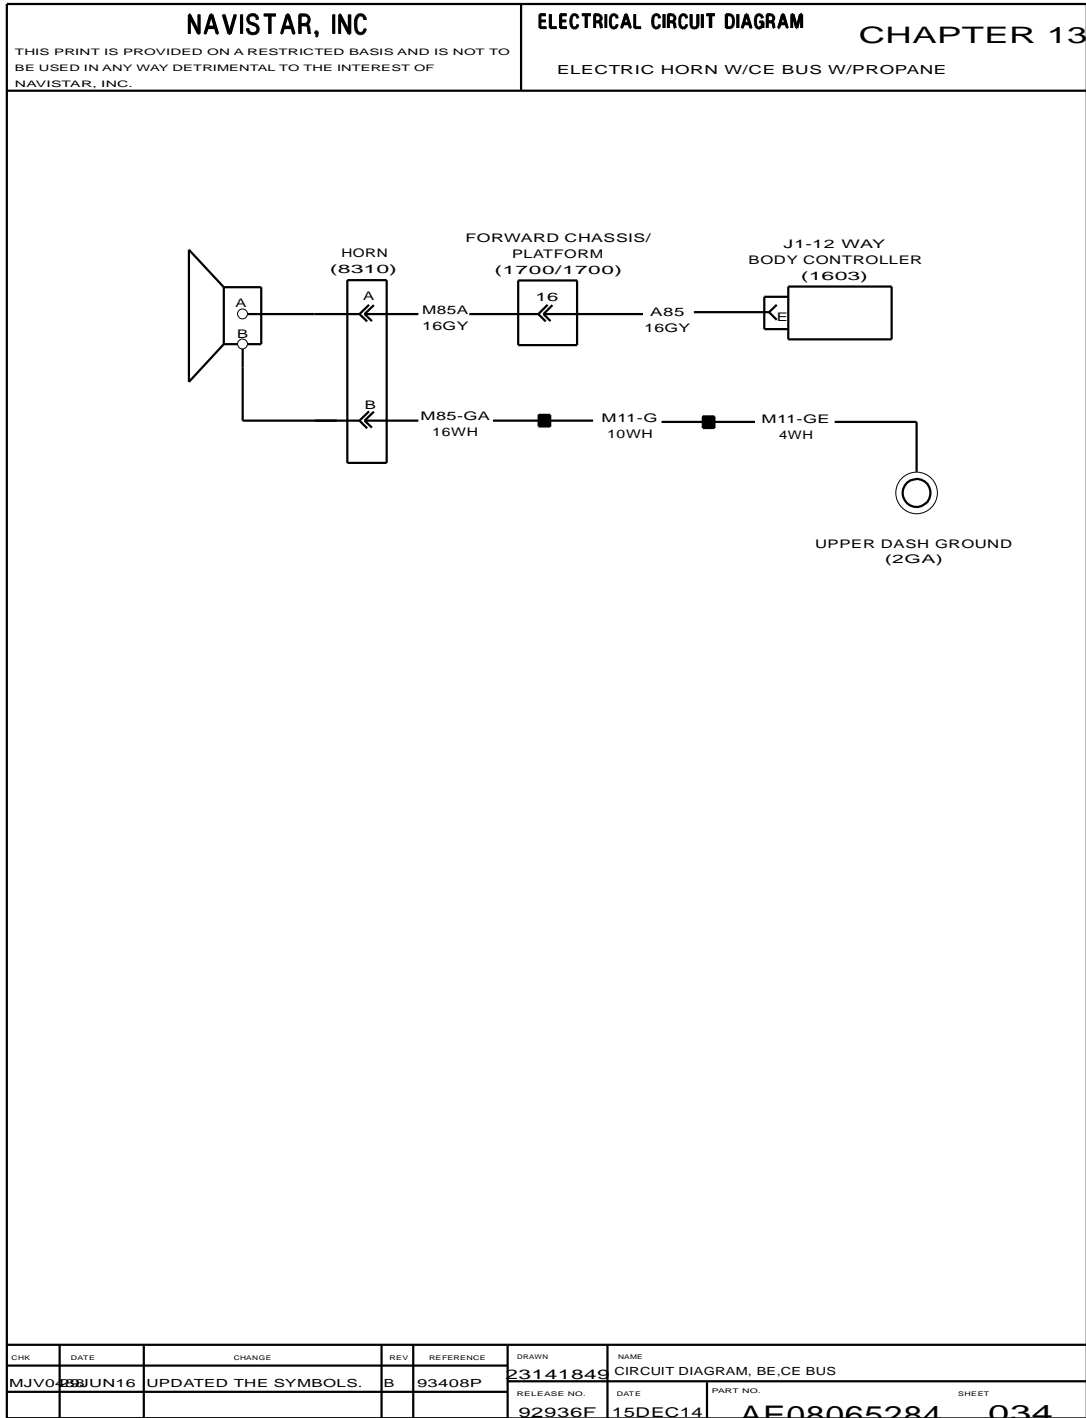 NAVISTAR, INC
THIS PRINT IS PROVIDED ON A RESTRICTED BASIS AND IS NOT TO
BE USED IN ANY WAY DETRIMENTAL TO THE INTEREST OF
NAVISTAR, INC.
ELECTRICAL CIRCUIT DIAGRAM
CHAPTER 13
ELECTRIC HORN W/CE BUS W/PROPANE
HORN
(8310)
FORWARD CHASSIS/
PLATFORM
(1700/1700)
J1-12 WAY
BODY CONTROLLER
(1603)
A
A
M85A
16GY
16
A85
16GY
E
B
B
M85-GA
16WH
M11-G
10WH
M11-GE
4WH
UPPER DASH GROUND
(2GA)
CHK
DATE
CHANGE
REV
REFERENCE
DRAWN
NAME
UPDATED THE SYMBOLS.
B
93408P
23141849
CIRCUIT DIAGRAM, BE,CE BUS
RELEASE NO.
DATE
PART NO.
SHEET
92936F
15DEC14
AE08065284
034